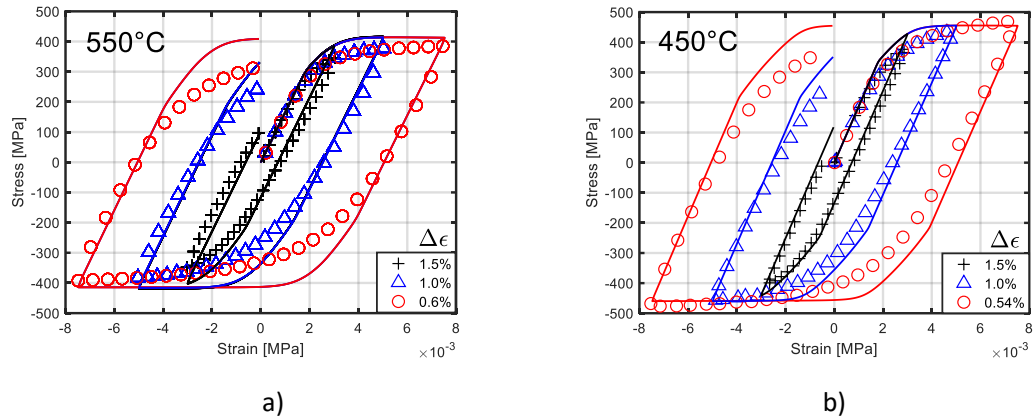 550°C
500
400
300
200
100
0
-100
-200
-300
-400
-500
Stress [MPa]
-8 -6 -4 -2 0 2 4 6 8
Strain [MPa]
×10⁻³
Δϵ
1.5%
1.0%
0.6%
a)
450°C
500
400
300
200
100
0
-100
-200
-300
-400
-500
Stress [MPa]
-8 -6 -4 -2 0 2 4 6 8
Strain [MPa]
×10⁻³
Δϵ
1.5%
1.0%
0.54%
b)